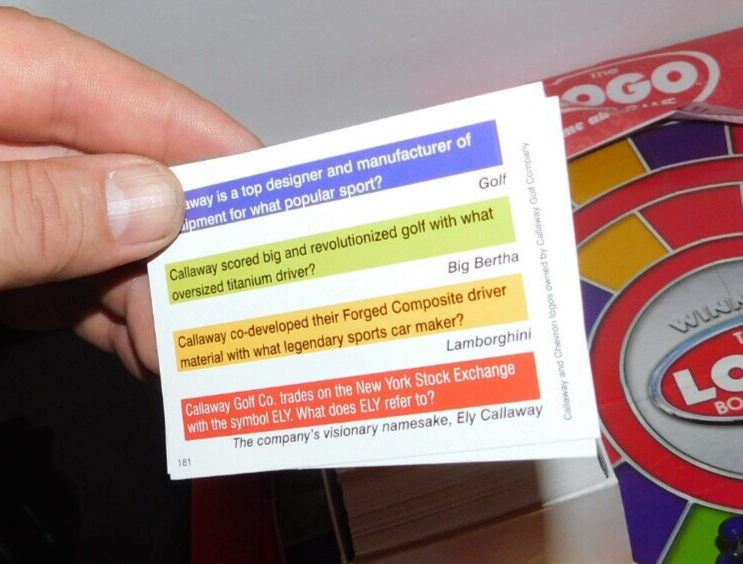 away is a top designer and manufacturer of
ipment for what popular sport?
Golf
Callaway scored big and revolutionized golf with what
oversized titanium driver?
Big Bertha
Callaway co-developed their Forged Composite driver
material with what legendary sports car maker?
Lamborghini
Callaway Golf Co. trades on the New York Stock Exchange
with the symbol ELY. What does ELY refer to?
The company's visionary namesake, Ely Callaway
181
Callaway and Chevron logos owned by Callaway Golf Company
The
OGO
me
WINN
LO
BO